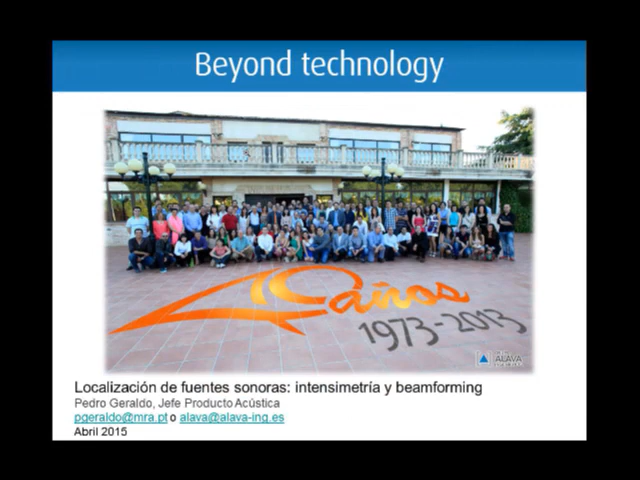 Beyond technology
40 años
1973-2013
ALAVA
Localización de fuentes sonoras: intensimetría y beamforming
Pedro Geraldo, Jefe Producto Acústica
pgeraldo@mra.pt o alava@alava-ing.es
Abril 2015